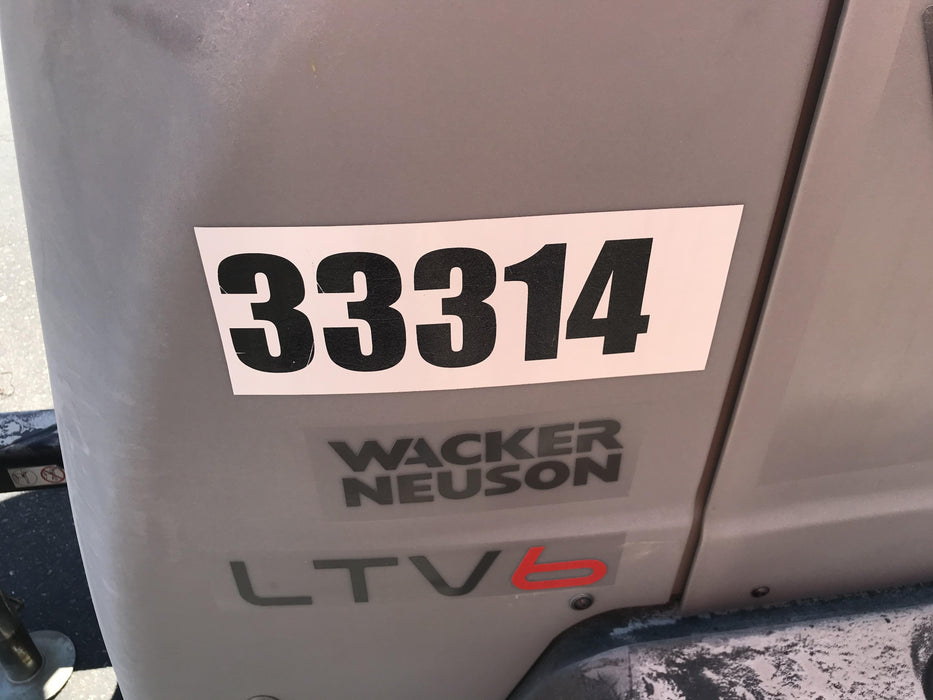 33314
WACKER
NEUSON
LTV6